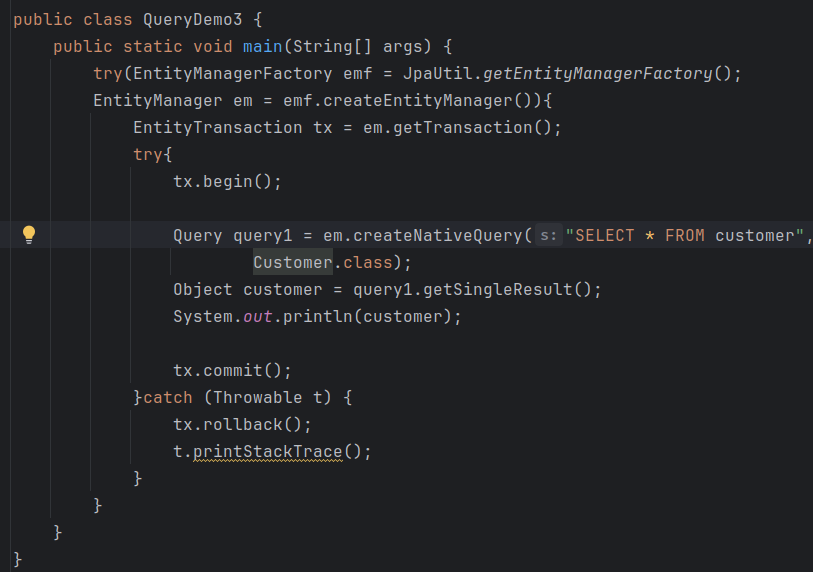 public class QueryDemo3 {
    public static void main(String[] args) {
        try(EntityManagerFactory emf = JpaUtil.getEntityManagerFactory();
        EntityManager em = emf.createEntityManager()){
            EntityTransaction tx = em.getTransaction();
            try{
                tx.begin();
                Query query1 = em.createNativeQuery( s: "SELECT * FROM customer",
                        Customer.class);
                Object customer = query1.getSingleResult();
                System.out.println(customer);
                tx.commit();
            }catch (Throwable t) {
                tx.rollback();
                t.printStackTrace();
            }
        }
    }
}